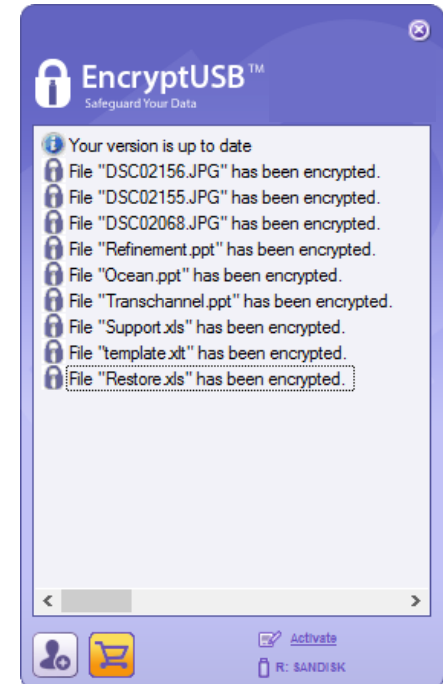 EncryptUSB™
Safeguard Your Data
Your version is up to date
File "DSC02156.JPG" has been encrypted.
File "DSC02155.JPG" has been encrypted.
File "DSC02068.JPG" has been encrypted.
File "Refinement.ppt" has been encrypted.
File "Ocean.ppt" has been encrypted.
File "Transchannel.ppt" has been encrypted.
File "Support.xls" has been encrypted.
File "template.xlt" has been encrypted.
File "Restore.xls" has been encrypted.
Activate
R: SANDISK